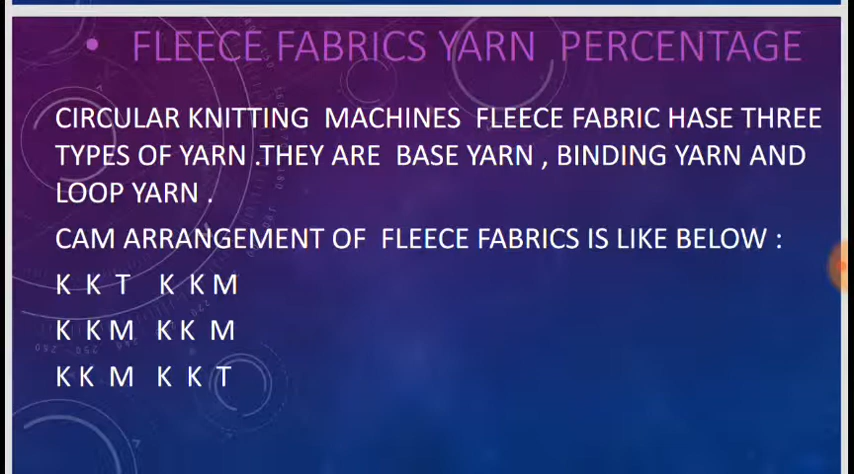 • FLEECE FABRICS YARN PERCENTAGE
CIRCULAR KNITTING MACHINES FLEECE FABRIC HASE THREE
TYPES OF YARN .THEY ARE BASE YARN , BINDING YARN AND
LOOP YARN .
CAM ARRANGEMENT OF FLEECE FABRICS IS LIKE BELOW :
K K T K K M
K K M K K M
K K M K K T